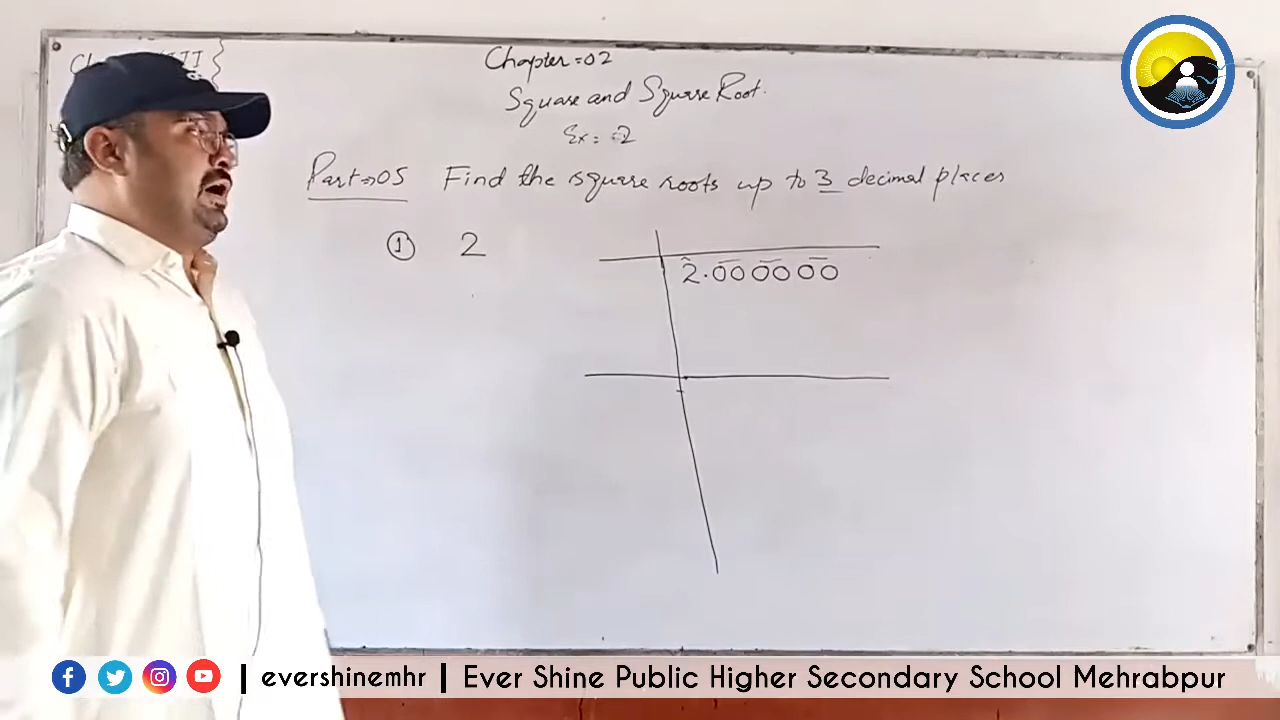 Chapter = 02
Square and Square Root.
Ex: 2
Part=>05 Find the square roots up to 3 decimal places
① 2
2.000000
| evershinemhr | Ever Shine Public Higher Secondary School Mehrabpur